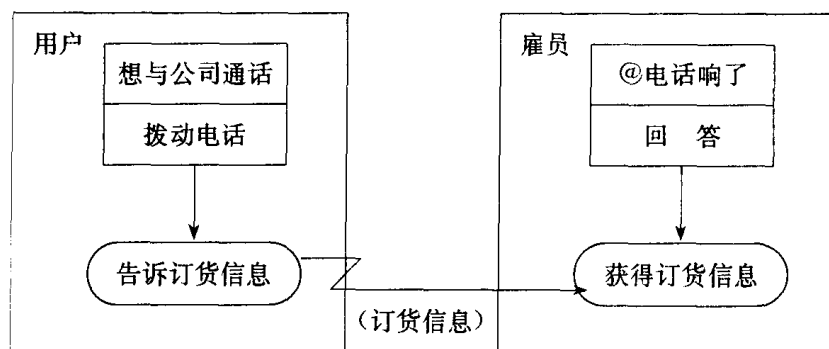 用户
想与公司通话
拨动电话
告诉订货信息
(订货信息)
雇员
@电话响了
回 答
获得订货信息